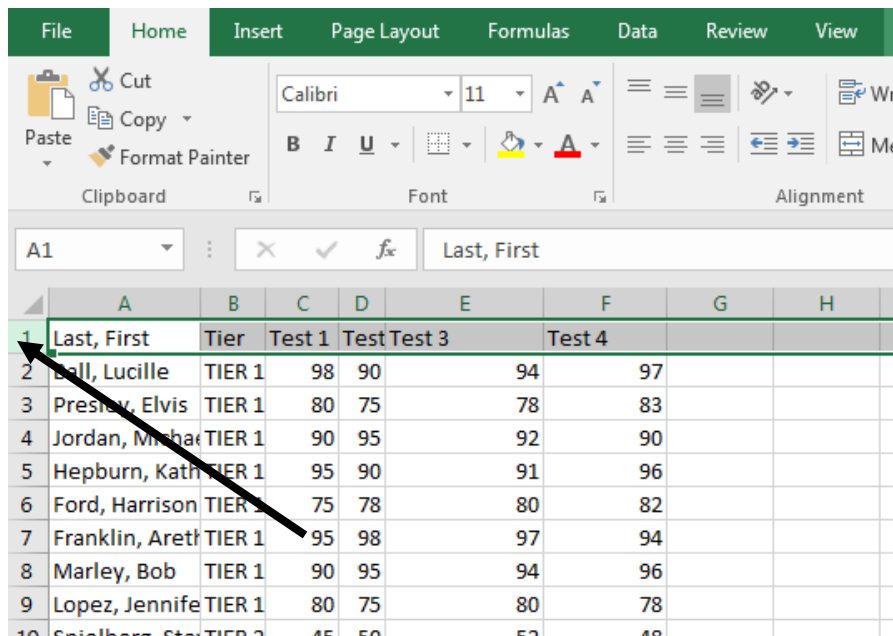 File Home Insert Page Layout Formulas Data Review View
Cut
Copy
Paste
Format Painter
Calibri 11 A A
B I U A
Clipboard Font Alignment
A1 fx Last, First
A B C D E F G H
1 Last, First Tier Test 1 Test Test 3 Test 4
2 Ball, Lucille TIER 1 98 90 94 97
3 Presley, Elvis TIER 1 80 75 78 83
4 Jordan, Michae TIER 1 90 95 92 90
5 Hepburn, Kath TIER 1 95 90 91 96
6 Ford, Harrison TIER 1 75 78 80 82
7 Franklin, Areth TIER 1 95 98 97 94
8 Marley, Bob TIER 1 90 95 94 96
9 Lopez, Jennife TIER 1 80 75 80 78